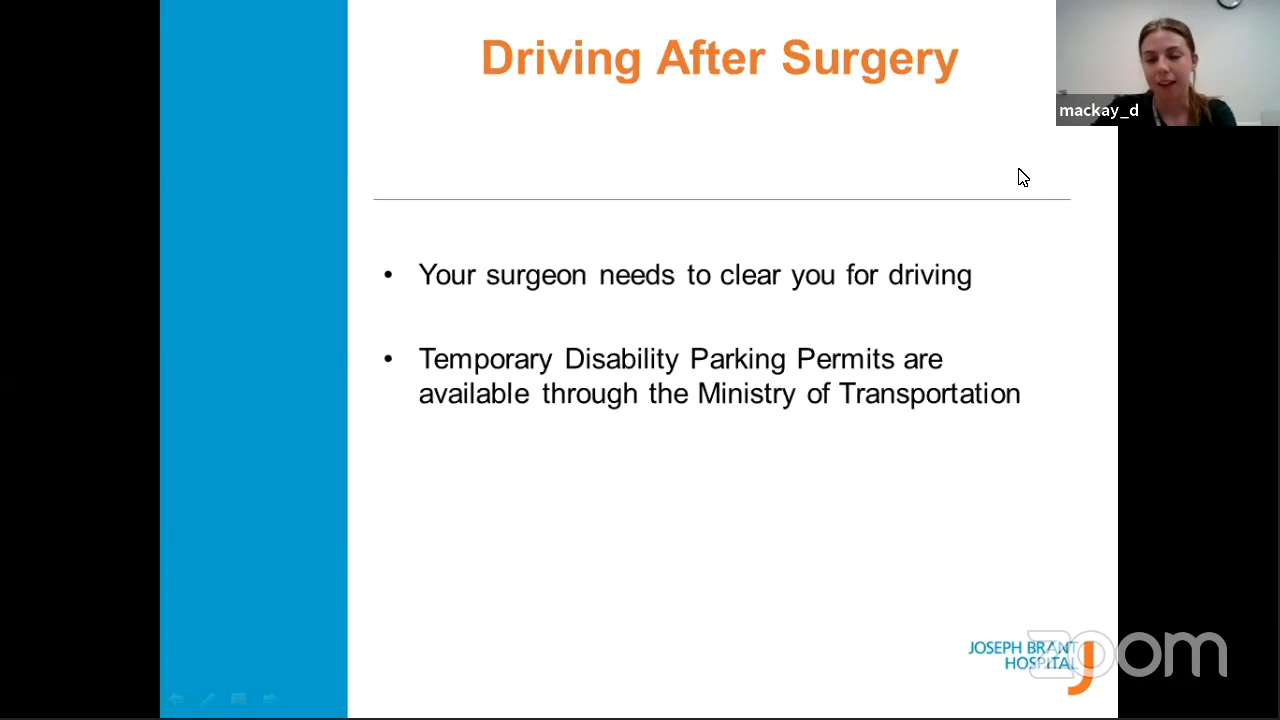 Driving After Surgery
mackay_d
• Your surgeon needs to clear you for driving
• Temporary Disability Parking Permits are
available through the Ministry of Transportation
JOSEPH BRANT
HOSPITAL
zoom